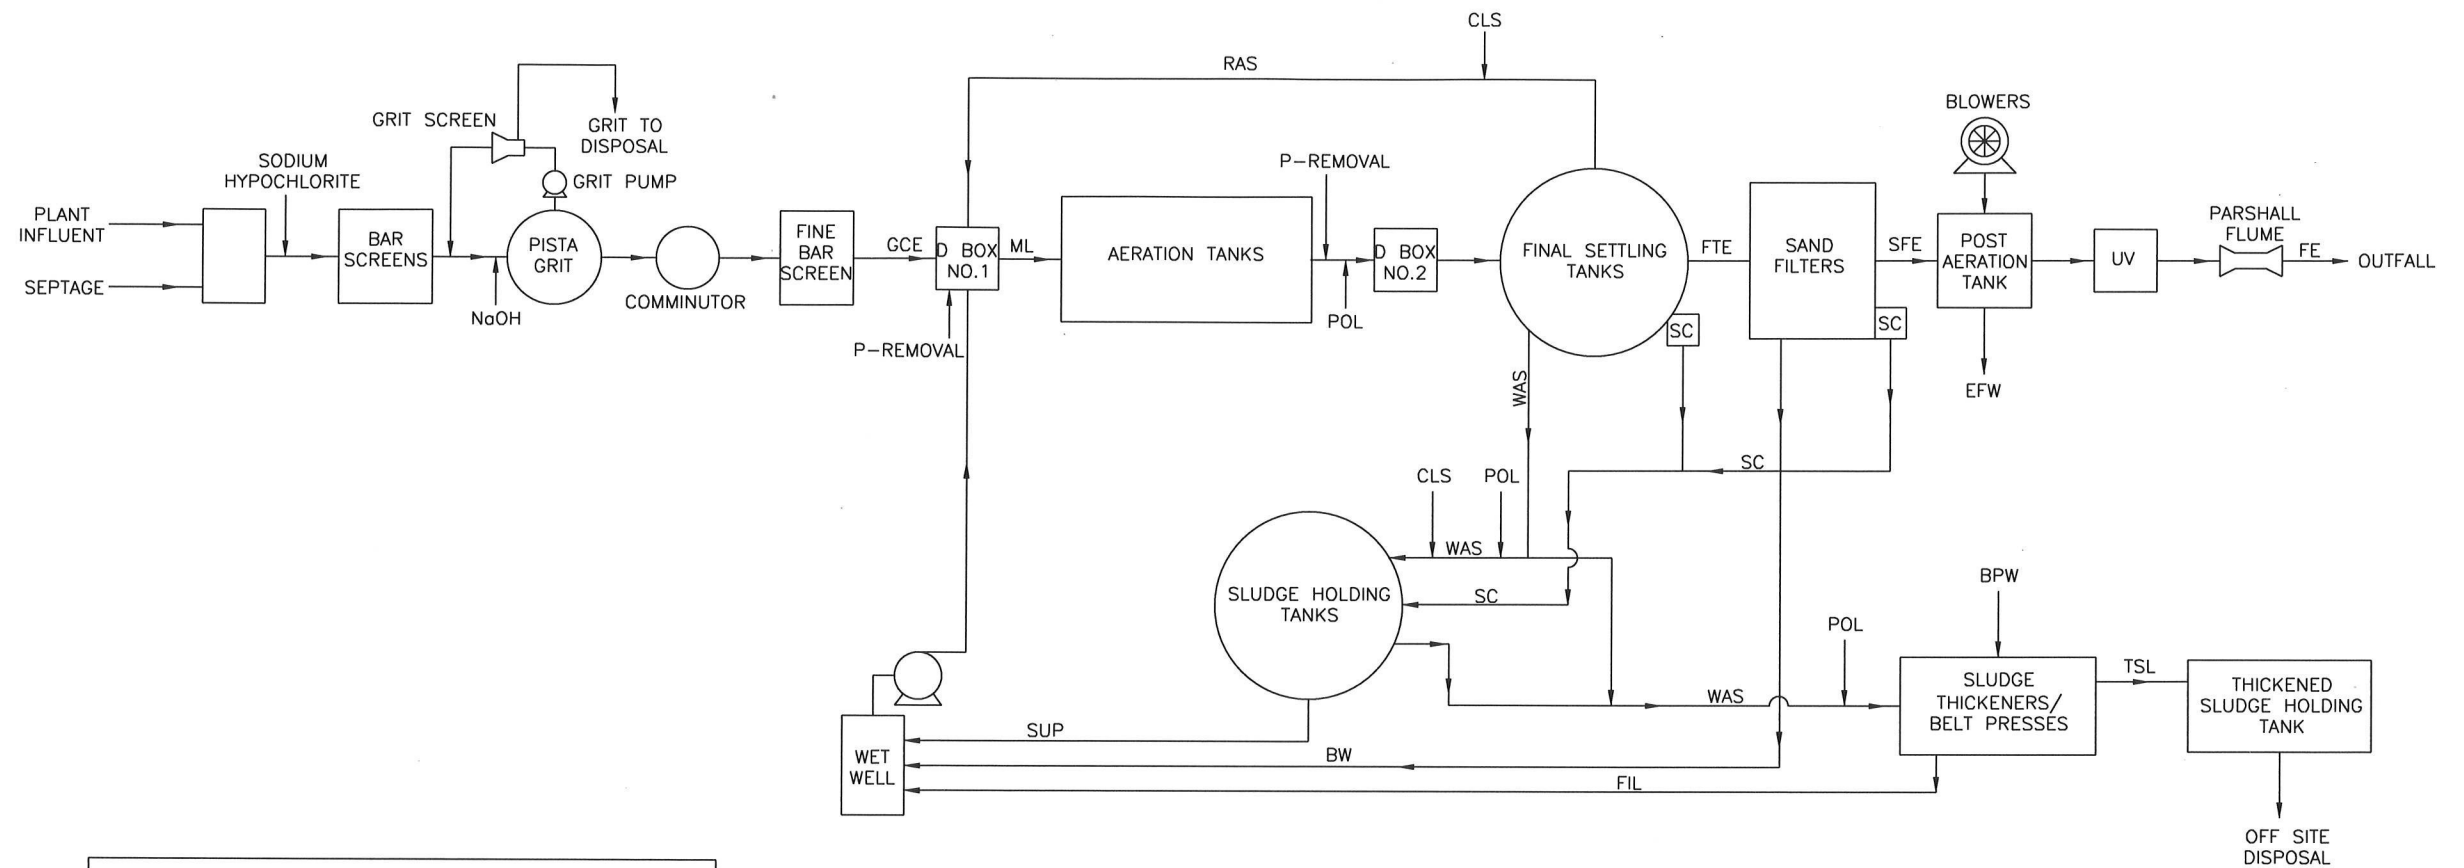 CLS
RAS
BLOWERS
GRIT SCREEN
GRIT TO
DISPOSAL
SODIUM
HYPOCHLORITE
GRIT PUMP
P-REMOVAL
PLANT
INFLUENT
SEPTAGE
BAR
SCREENS
NaOH
PISTA
GRIT
COMMINUTOR
FINE
BAR
SCREEN
GCE
D BOX
NO.1
P-REMOVAL
ML
AERATION TANKS
POL
D BOX
NO.2
FINAL SETTLING
TANKS
SC
FTE
SAND
FILTERS
SC
SFE
POST
AERATION
TANK
EFW
UV
PARSHALL
FLUME
FE
OUTFALL
WAS
SC
CLS
POL
WAS
SC
SLUDGE HOLDING
TANKS
BPW
POL
WAS
SLUDGE
THICKENERS/
BELT PRESSES
TSL
THICKENED
SLUDGE HOLDING
TANK
SUP
BW
FIL
WET
WELL
OFF SITE
DISPOSAL